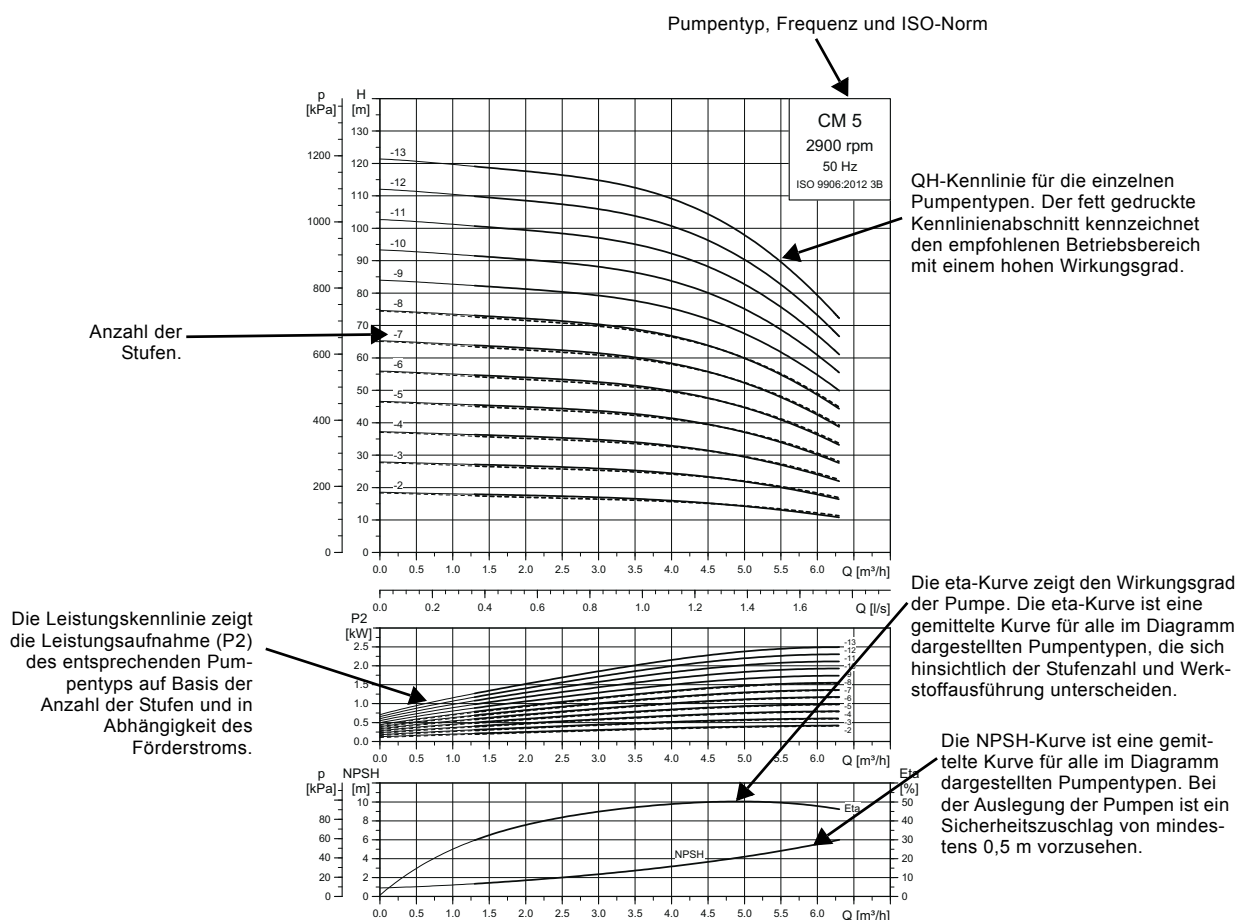 Pumpentyp, Frequenz und ISO-Norm
p
[kPa]
H
[m]
CM 5
2900 rpm
50 Hz
ISO 9906:2012 3B
QH-Kennlinie für die einzelnen
Pumpentypen. Der fett gedruckte
Kennlinienabschnitt kennzeichnet
den empfohlenen Betriebsbereich
mit einem hohen Wirkungsgrad.
Anzahl der
Stufen.
1200
1000
800
600
400
200
0
130
120
110
100
90
80
70
60
50
40
30
20
10
0
-13
-12
-11
-10
-9
-8
-7
-6
-5
-4
-3
-2
0.0 0.5 1.0 1.5 2.0 2.5 3.0 3.5 4.0 4.5 5.0 5.5 6.0 Q [m³/h]
0.0 0.2 0.4 0.6 0.8 1.0 1.2 1.4 1.6 Q [l/s]
Die Leistungskennlinie zeigt
die Leistungsaufnahme (P2)
des entsprechenden Pum-
pentyps auf Basis der
Anzahl der Stufen und in
Abhängigkeit des
Förderstroms.
P2
[kW]
2.5
2.0
1.5
1.0
0.5
0.0
-13
-12
-11
-10
-9
-8
-7
-6
-5
-4
-3
-2
0.0 0.5 1.0 1.5 2.0 2.5 3.0 3.5 4.0 4.5 5.0 5.5 6.0 Q [m³/h]
Die eta-Kurve zeigt den Wirkungsgrad
der Pumpe. Die eta-Kurve ist eine
gemittelte Kurve für alle im Diagramm
dargestellten Pumpentypen, die sich
hinsichtlich der Stufenzahl und Werk-
stoffausführung unterscheiden.
Die NPSH-Kurve ist eine gemit-
telte Kurve für alle im Diagramm
dargestellten Pumpentypen. Bei
der Auslegung der Pumpen ist ein
Sicherheitszuschlag von mindes-
tens 0,5 m vorzusehen.
p
[kPa]
NPSH
[m]
Eta
[%]
80
60
40
20
0
10
8
6
4
2
0
50
40
30
20
10
0
Eta
NPSH
0.0 0.5 1.0 1.5 2.0 2.5 3.0 3.5 4.0 4.5 5.0 5.5 6.0 Q [m³/h]